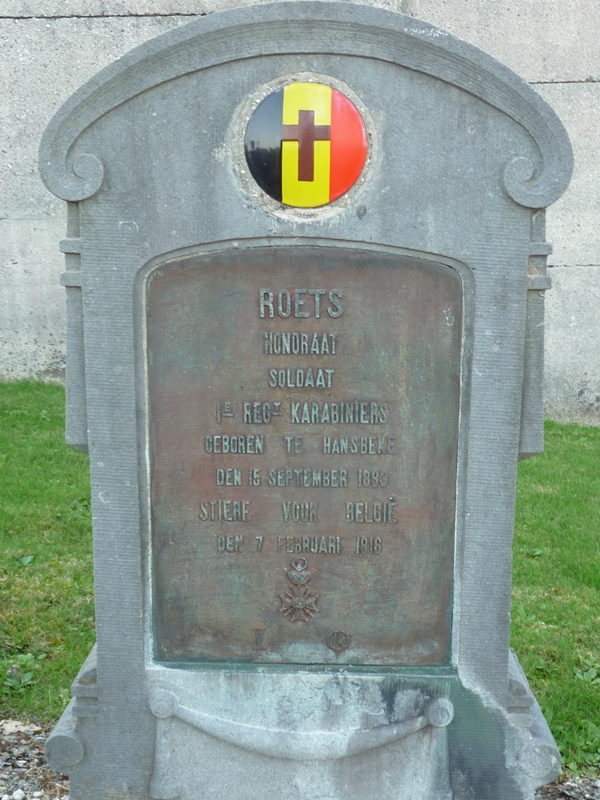 ROETS
HONORAAT
SOLDAAT
1E REGT KARABINIERS
GEBOREN TE HANSBEKE
DEN 15 SEPTEMBER 1893
STIERF VOOR BELGIË
DEN 7 FEBRUARI 1916